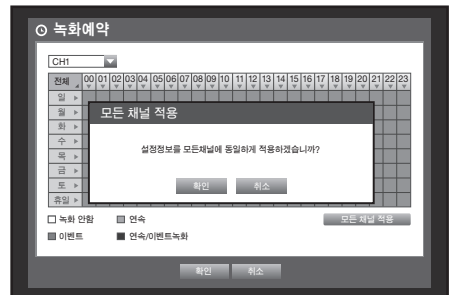 녹화예약
CH1
전체 00 01 02 03 04 05 06 07 08 09 10 11 12 13 14 15 16 17 18 19 20 21 22 23
일
월
화
수
목
금
토
휴일
모든 채널 적용
설정정보를 모든채널에 동일하게 적용하겠습니까?
확인 취소
녹화 안함 연속 모든 채널 적용
이벤트 연속/이벤트녹화
확인 취소